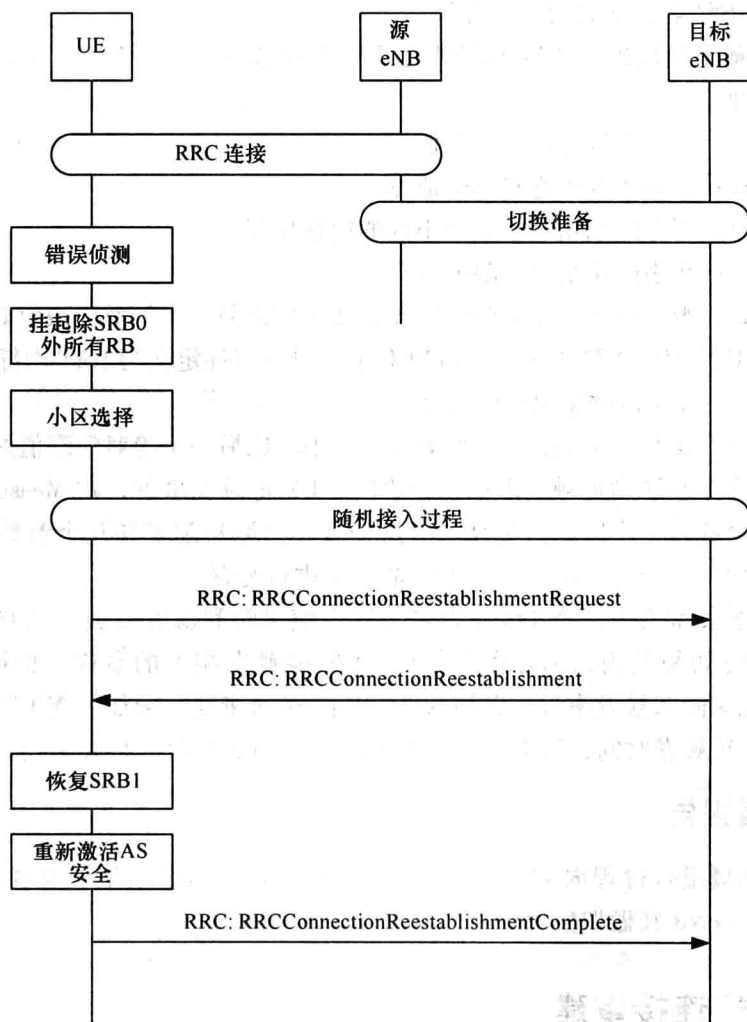 UE
源
eNB
目标
eNB
RRC 连接
切换准备
错误侦测
挂起除SRB0
外所有RB
小区选择
随机接入过程
RRC: RRCConnectionReestablishmentRequest
RRC: RRCConnectionReestablishment
恢复SRB1
重新激活AS
安全
RRC: RRCConnectionReestablishmentComplete